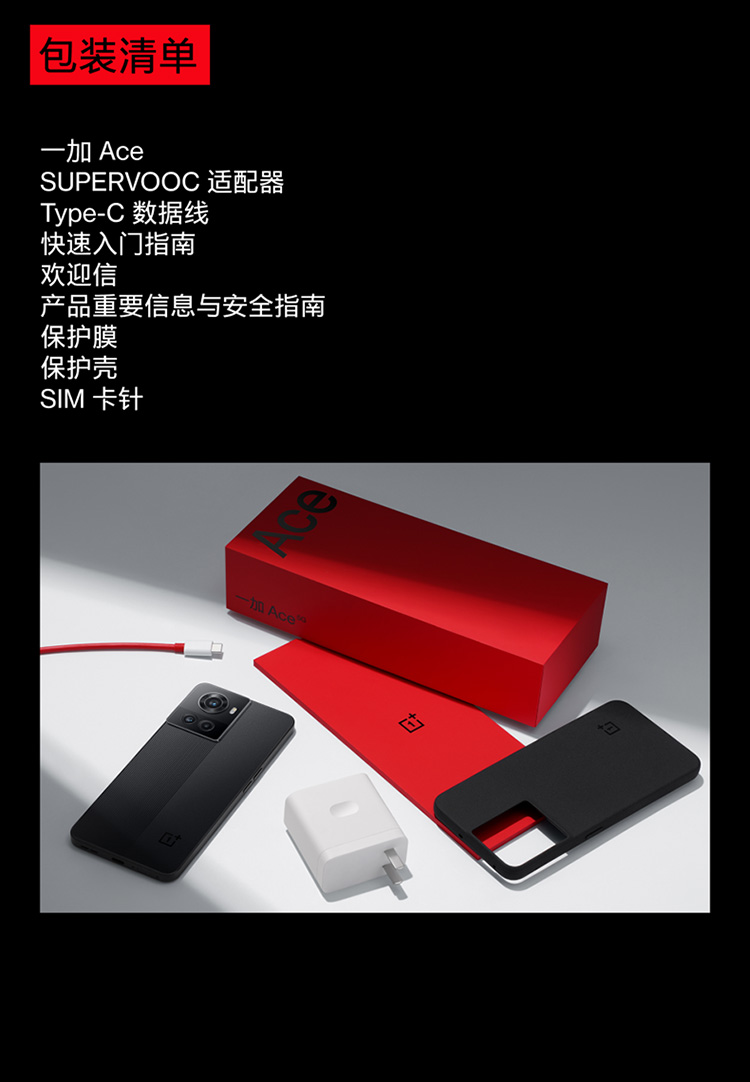 包装清单
一加 Ace
SUPERVOOC 适配器
Type-C 数据线
快速入门指南
欢迎信
产品重要信息与安全指南
保护膜
保护壳
SIM 卡针
Ace
一加 Ace 5G